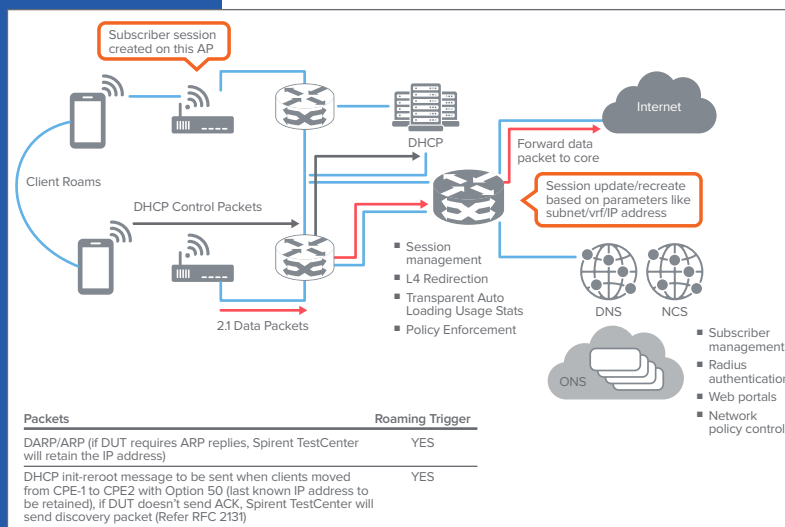 Subscriber session
created on this AP
Internet
DHCP
Forward data
packet to core
Client Roams
Session update/recreate
based on parameters like
subnet/vrf/IP address
DHCP Control Packets
■ Session
management
■ L4 Redirection
■ Transparent Auto
Loading Usage Stats
■ Policy Enforcement
2.1 Data Packets
DNS
NCS
ONS
■ Subscriber
management
■ Radius
authentication
■ Web portals
■ Network
policy control
Packets Roaming Trigger
DARP/ARP (if DUT requires ARP replies, Spirent TestCenter YES
will retain the IP address)
DHCP init-reroot message to be sent when clients moved YES
from CPE-1 to CPE2 with Option 50 (last known IP address to
be retained), if DUT doesn't send ACK, Spirent TestCenter will
send discovery packet (Refer RFC 2131)